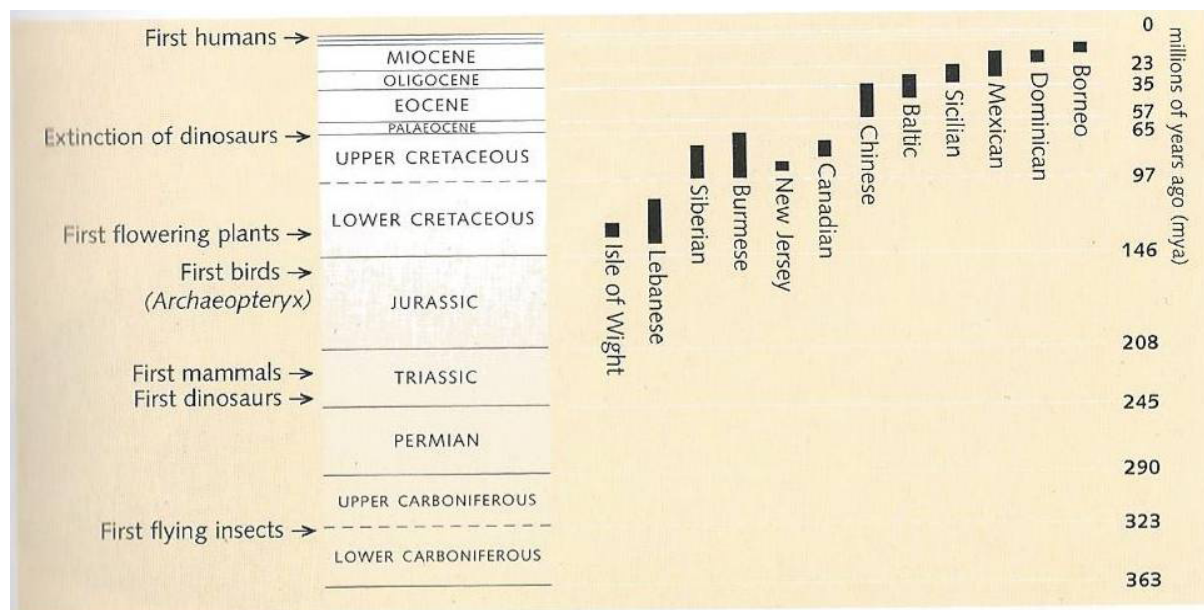 First humans →
MIOCENE
OLIGOCENE
EOCENE
PALAEOCENE
Extinction of dinosaurs →
UPPER CRETACEOUS
LOWER CRETACEOUS
First flowering plants →
First birds →
(Archaeopteryx)
JURASSIC
First mammals →
TRIASSIC
First dinosaurs →
PERMIAN
UPPER CARBONIFEROUS
First flying insects →
LOWER CARBONIFEROUS
Isle of Wight
Lebanese
Siberian
Burmese
New Jersey
Canadian
Chinese
Baltic
Sicilian
Mexican
Dominican
Borneo
0
23
35
57
65
97
146
208
245
290
323
363
millions of years ago (mya)